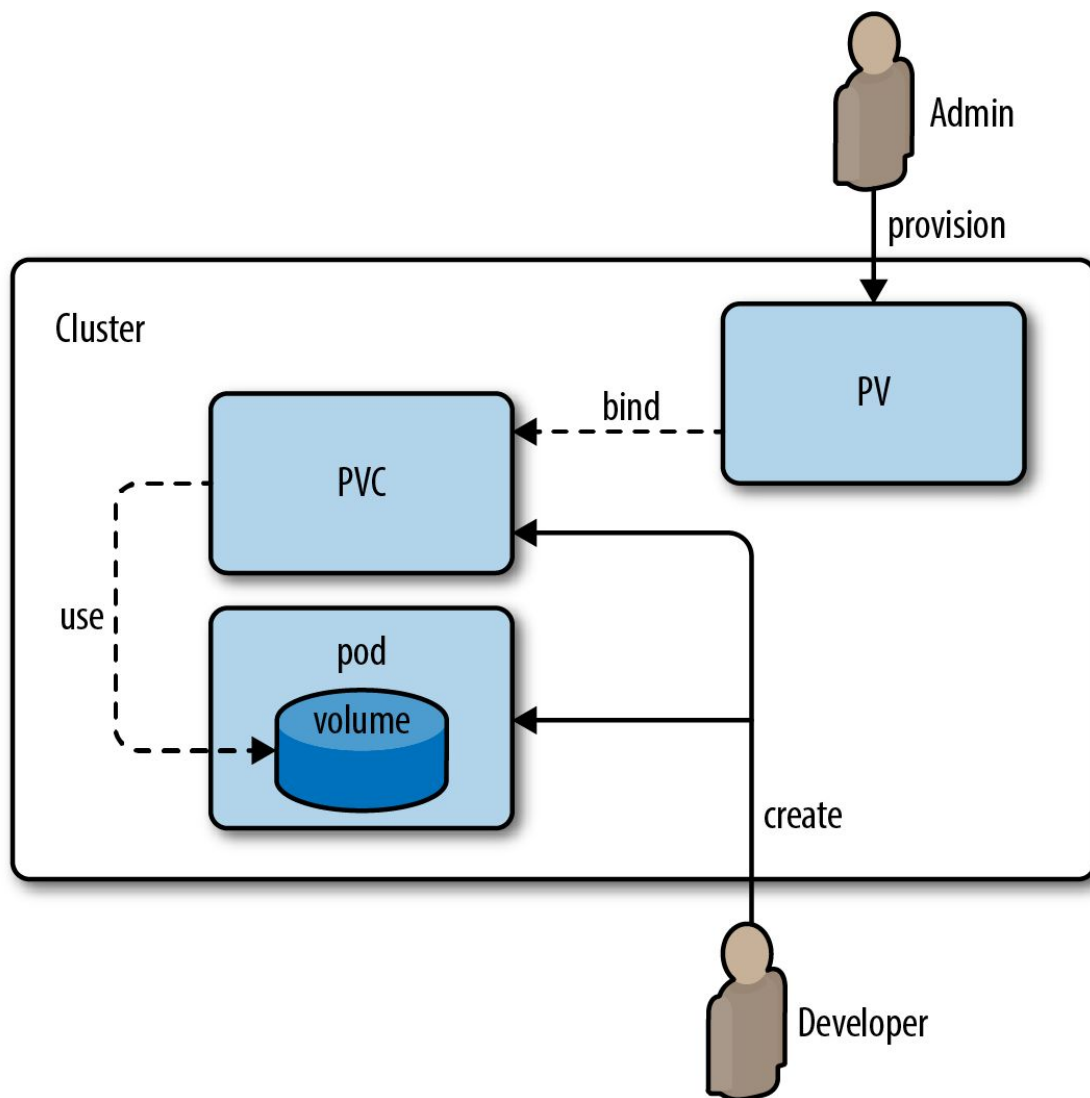 Admin
provision
Cluster
PV
bind
PVC
use
pod
volume
create
Developer